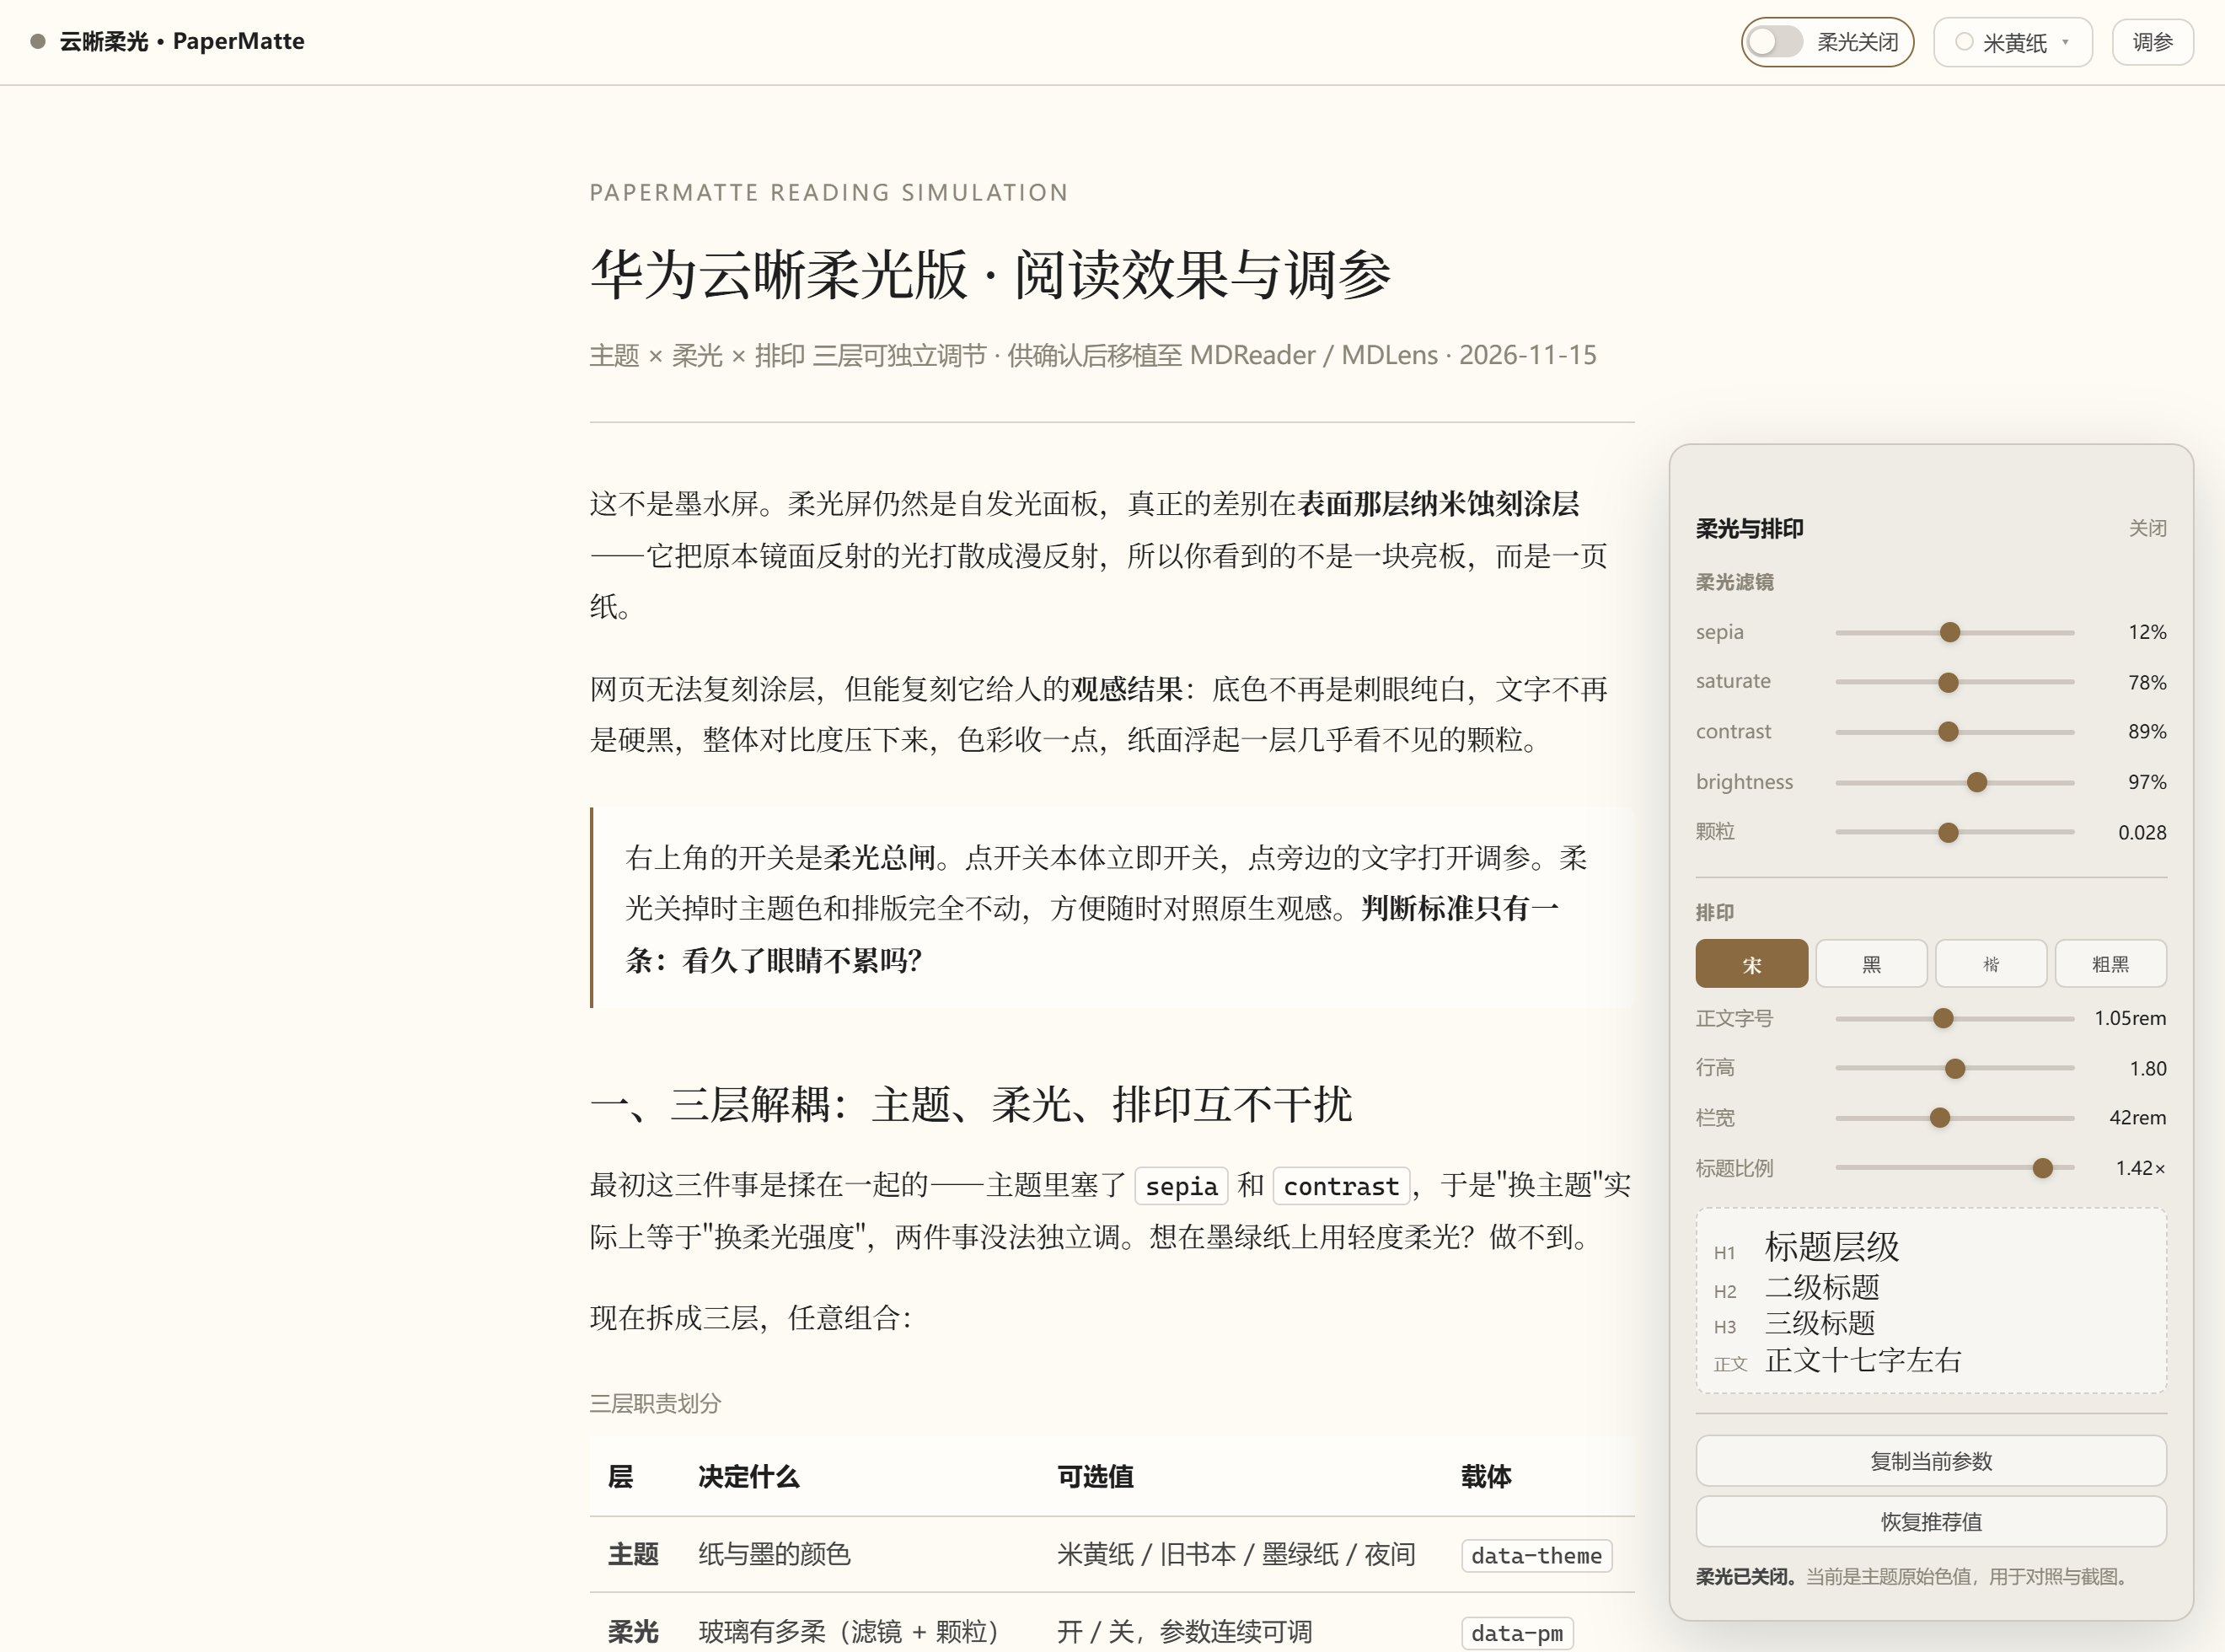 云晰柔光 • PaperMatte
柔光关闭
米黄纸 ▾
调参
PAPERMATTE READING SIMULATION
华为云晰柔光版 · 阅读效果与调参
主题 × 柔光 × 排印 三层可独立调节 · 供确认后移植至 MDReader / MDLens · 2026-11-15
这不是墨水屏。柔光屏仍然是自发光面板，真正的差别在表面那层纳米蚀刻涂层
——它把原本镜面反射的光打散成漫反射，所以你看到的不是一块亮板，而是一页
纸。
网页无法复刻涂层，但能复刻它给人的观感结果：底色不再是刺眼纯白，文字不再
是硬黑，整体对比度压下来，色彩收一点，纸面浮起一层几乎看不见的颗粒。
右上角的开关是柔光总闸。点开关本体立即开关，点旁边的文字打开调参。柔
光关掉时主题色和排版完全不动，方便随时对照原生观感。判断标准只有一
条：看久了眼睛不累吗？
一、三层解耦：主题、柔光、排印互不干扰
最初这三件事是揉在一起的——主题里塞了 sepia 和 contrast，于是"换主题"实
际上等于"换柔光强度"，两件事没法独立调。想在墨绿纸上用轻度柔光？做不到。
现在拆成三层，任意组合：
三层职责划分
层 决定什么 可选值 载体
主题 纸与墨的颜色 米黄纸 / 旧书本 / 墨绿纸 / 夜间 data-theme
柔光 玻璃有多柔（滤镜 + 颗粒） 开 / 关，参数连续可调 data-pm
柔光与排印 关闭
柔光滤镜
sepia 12%
saturate 78%
contrast 89%
brightness 97%
颗粒 0.028
排印
宋 黑 楷 粗黑
正文字号 1.05rem
行高 1.80
栏宽 42rem
标题比例 1.42×
H1 标题层级
H2 二级标题
H3 三级标题
正文 正文十七字左右
复制当前参数
恢复推荐值
柔光已关闭。当前是主题原始色值，用于对照与截图。